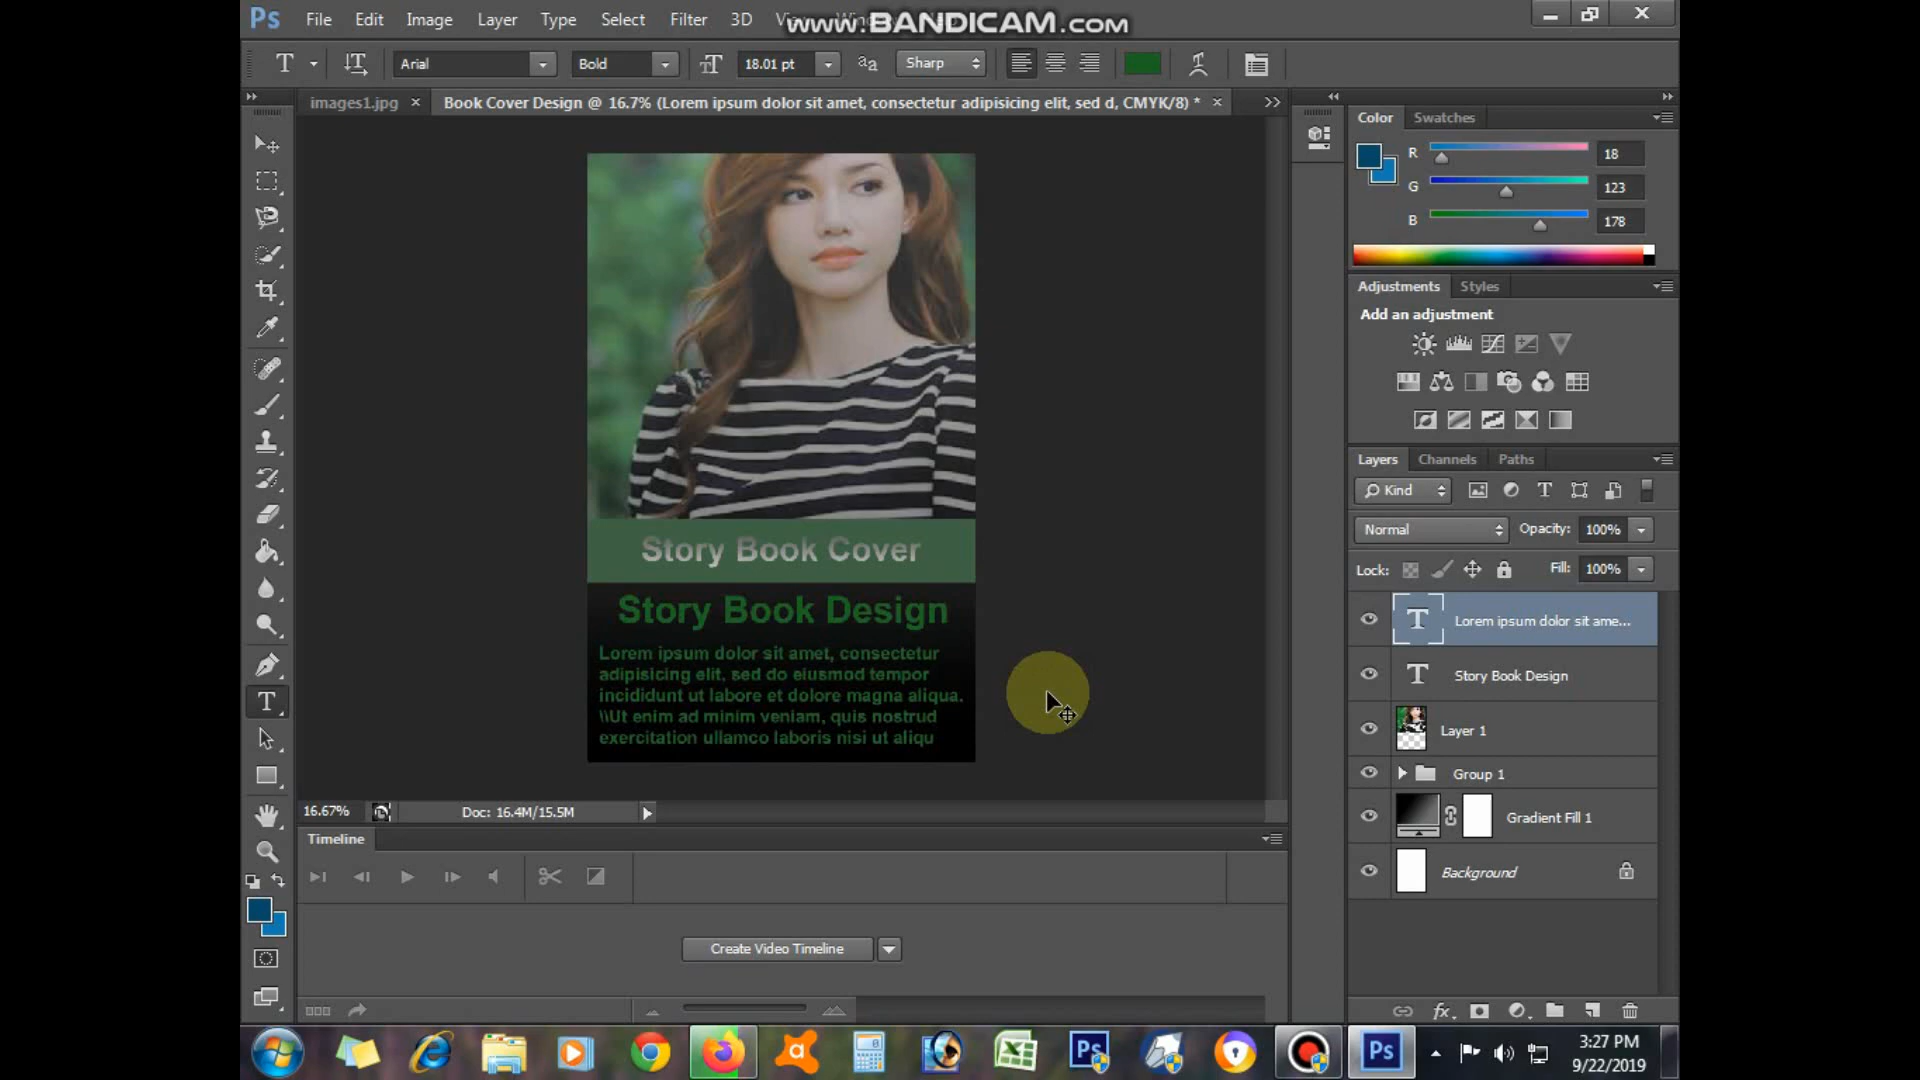 Ps File Edit Image Layer Type Select Filter 3D
www.BANDICAM.com
T Arial Bold 18.01 pt aa Sharp
images1.jpg × Book Cover Design @ 16.7% (Lorem ipsum dolor sit amet, consectetur adipisicing elit, sed d, CMYK/8) * ×
Color Swatches
R 18
G 123
B 178
Adjustments Styles
Add an adjustment
Layers Channels Paths
Kind
Normal Opacity: 100%
Lock: Fill: 100%
Lorem ipsum dolor sit ame...
Story Book Design
Layer 1
Group 1
Gradient Fill 1
Background
Story Book Cover
Story Book Design
Lorem ipsum dolor sit amet, consectetur
adipisicing elit, sed do eiusmod tempor
incididunt ut labore et dolore magna aliqua.
\\Ut enim ad minim veniam, quis nostrud
exercitation ullamco laboris nisi ut aliqu
16.67% Doc: 16.4M/15.5M
Timeline
Create Video Timeline
fx
3:27 PM
9/22/2019